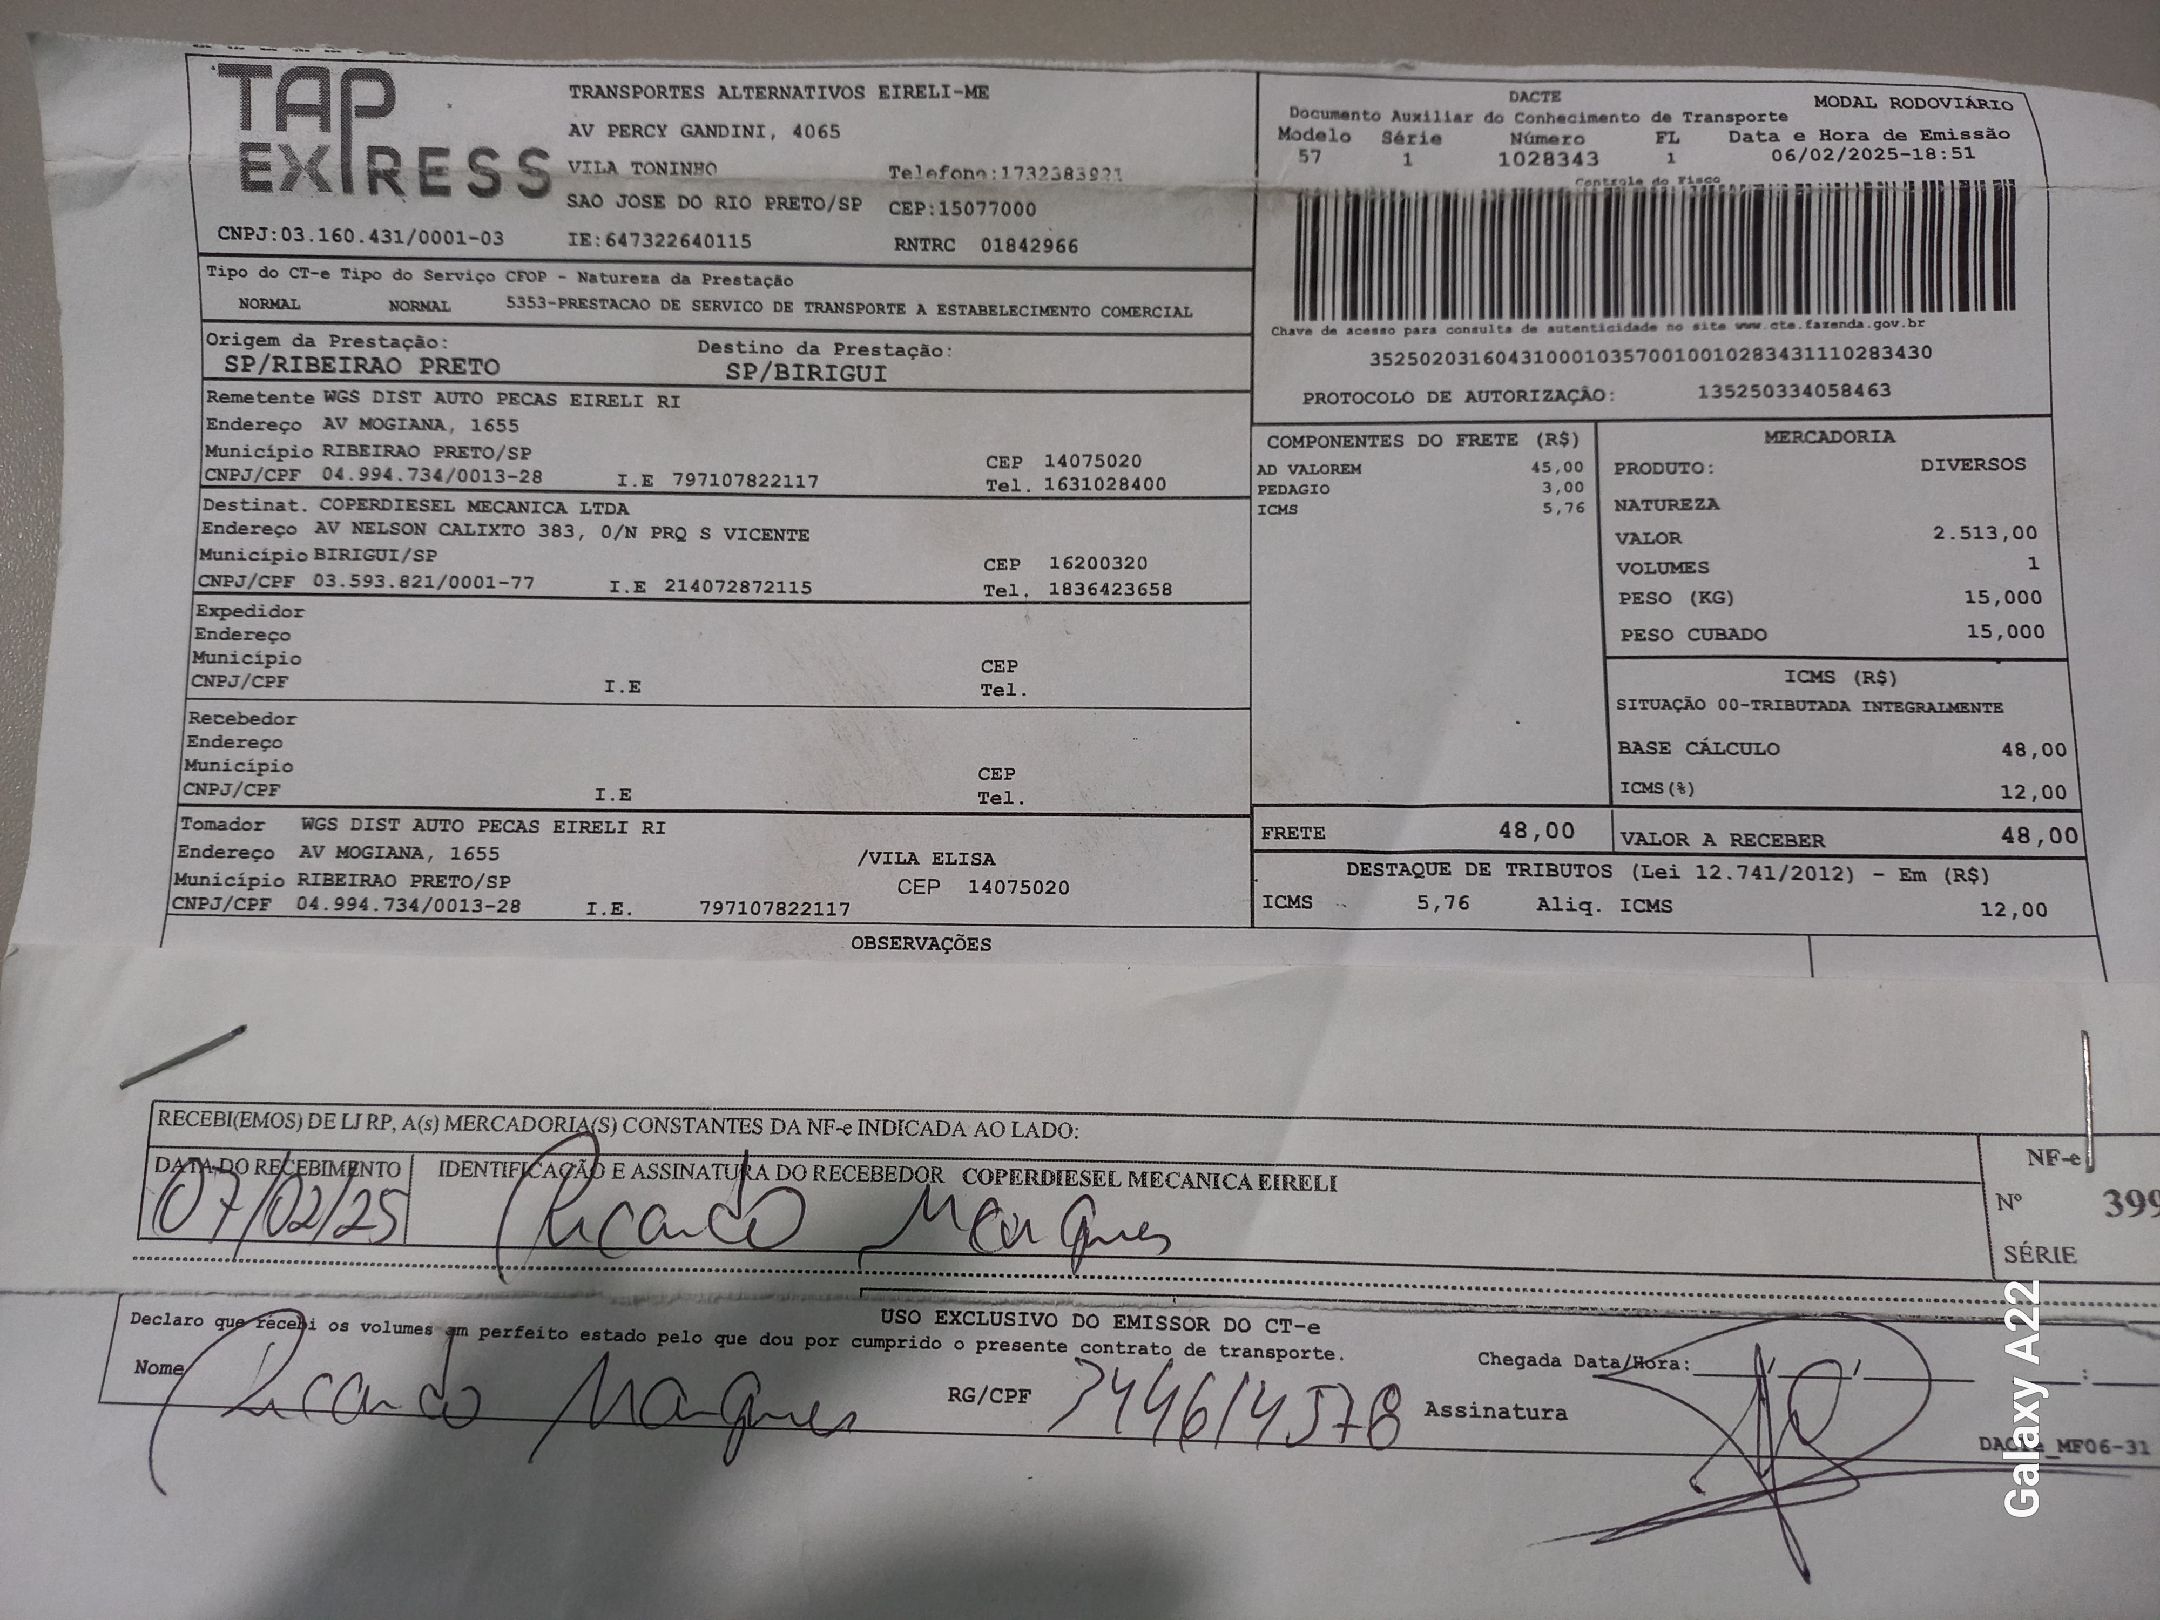 TAP EXPRESS
TRANSPORTES ALTERNATIVOS EIRELI-ME
AV PERCY GANDINI, 4065
VILA TONINHO Telefone:1732383921
SAO JOSE DO RIO PRETO/SP CEP:15077000
CNPJ:03.160.431/0001-03 IE:647322640115 RNTRC 01842966
DACTE MODAL RODOVIÁRIO
Documento Auxiliar do Conhecimento de Transporte
Modelo Série Número FL Data e Hora de Emissão
57 1 1028343 1 06/02/2025-18:51
Controle do Fisco
Chave de acesso para consulta de autenticidade no site www.cte.fazenda.gov.br
35250203160431000103570010010283431110283430
PROTOCOLO DE AUTORIZAÇÃO: 135250334058463
Tipo do CT-e Tipo do Serviço CFOP - Natureza da Prestação
NORMAL NORMAL 5353-PRESTACAO DE SERVICO DE TRANSPORTE A ESTABELECIMENTO COMERCIAL
Origem da Prestação: Destino da Prestação:
SP/RIBEIRAO PRETO SP/BIRIGUI
Remetente WGS DIST AUTO PECAS EIRELI RI
Endereço AV MOGIANA, 1655
Município RIBEIRAO PRETO/SP CEP 14075020
CNPJ/CPF 04.994.734/0013-28 I.E 797107822117 Tel. 1631028400
Destinat. COPERDIESEL MECANICA LTDA
Endereço AV NELSON CALIXTO 383, 0/N PRQ S VICENTE
Município BIRIGUI/SP CEP 16200320
CNPJ/CPF 03.593.821/0001-77 I.E 214072872115 Tel. 1836423658
Expedidor
Endereço
Município CEP
CNPJ/CPF I.E Tel.
Recebedor
Endereço
Município CEP
CNPJ/CPF I.E Tel.
Tomador WGS DIST AUTO PECAS EIRELI RI
Endereço AV MOGIANA, 1655 /VILA ELISA
Município RIBEIRAO PRETO/SP CEP 14075020
CNPJ/CPF 04.994.734/0013-28 I.E. 797107822117
COMPONENTES DO FRETE (R$)
AD VALOREM 45,00
PEDAGIO 3,00
ICMS 5,76
MERCADORIA
PRODUTO: DIVERSOS
NATUREZA
VALOR 2.513,00
VOLUMES 1
PESO (KG) 15,000
PESO CUBADO 15,000
ICMS (R$)
SITUAÇÃO 00-TRIBUTADA INTEGRALMENTE
BASE CÁLCULO 48,00
ICMS(%) 12,00
FRETE 48,00 VALOR A RECEBER 48,00
DESTAQUE DE TRIBUTOS (Lei 12.741/2012) - Em (R$)
ICMS 5,76 Aliq. ICMS 12,00
OBSERVAÇÕES
RECEBI(EMOS) DE LJ RP, A(s) MERCADORIA(S) CONSTANTES DA NF-e INDICADA AO LADO:
DATA DO RECEBIMENTO IDENTIFICAÇÃO E ASSINATURA DO RECEBEDOR COPERDIESEL MECANICA EIRELI
07/02/25 Ricardo Marques
NF-e
Nº 399
SÉRIE
USO EXCLUSIVO DO EMISSOR DO CT-e
Declaro que recebi os volumes em perfeito estado pelo que dou por cumprido o presente contrato de transporte.
Chegada Data/Hora: / / :
Nome Ricardo Marques RG/CPF 344614578 Assinatura
DACTe_MF06-31
Galaxy A22